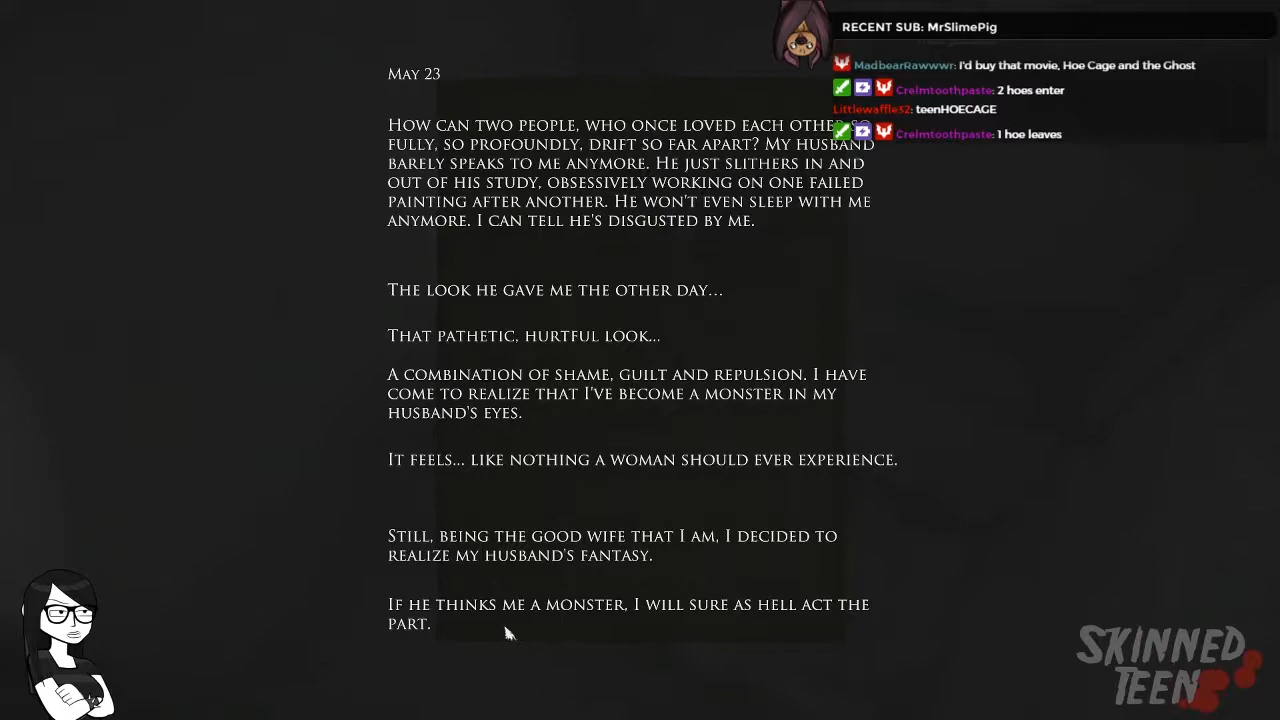 RECENT SUB: MrSlimePig
MadbearRawwwr: I'd buy that movie, Hoe Cage and the Ghost
Crelmtoothpaste: 2 hoes enter
Littlewaffle32: teenHOECAGE
Crelmtoothpaste: 1 hoe leaves
May 23
How can two people, who once loved each other so
fully, so profoundly, drift so far apart? My husband
barely speaks to me anymore. He just slithers in and
out of his study, obsessively working on one failed
painting after another. He won't even sleep with me
anymore. I can tell he's disgusted by me.
The look he gave me the other day...
That pathetic, hurtful look...
A combination of shame, guilt and repulsion. I have
come to realize that I've become a monster in my
husband's eyes.
It feels... like nothing a woman should ever experience.
Still, being the good wife that I am, I decided to
realize my husband's fantasy.
If he thinks me a monster, I will sure as hell act the
part.
SKINNED
TEEN